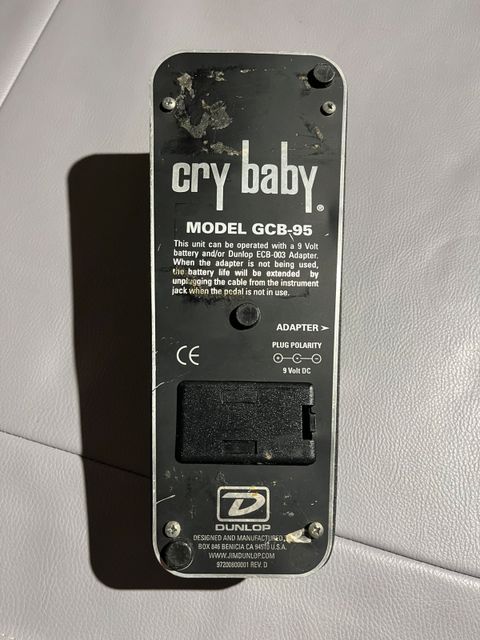 cry baby®
MODEL GCB-95
This unit can be operated with a 9 Volt
battery and/or Dunlop ECB-003 Adapter.
When the adapter is not being used,
the battery life will be extended by
unplugging the cable from the instrument
jack when the pedal is not in use.
ADAPTER ➤
PLUG POLARITY
CE
9 Volt DC
D
DUNLOP
DESIGNED AND MANUFACTURED
BOX 846 BENICIA CA 94510 U.S.A.
WWW.JIMDUNLOP.COM
97200600001 REV. D